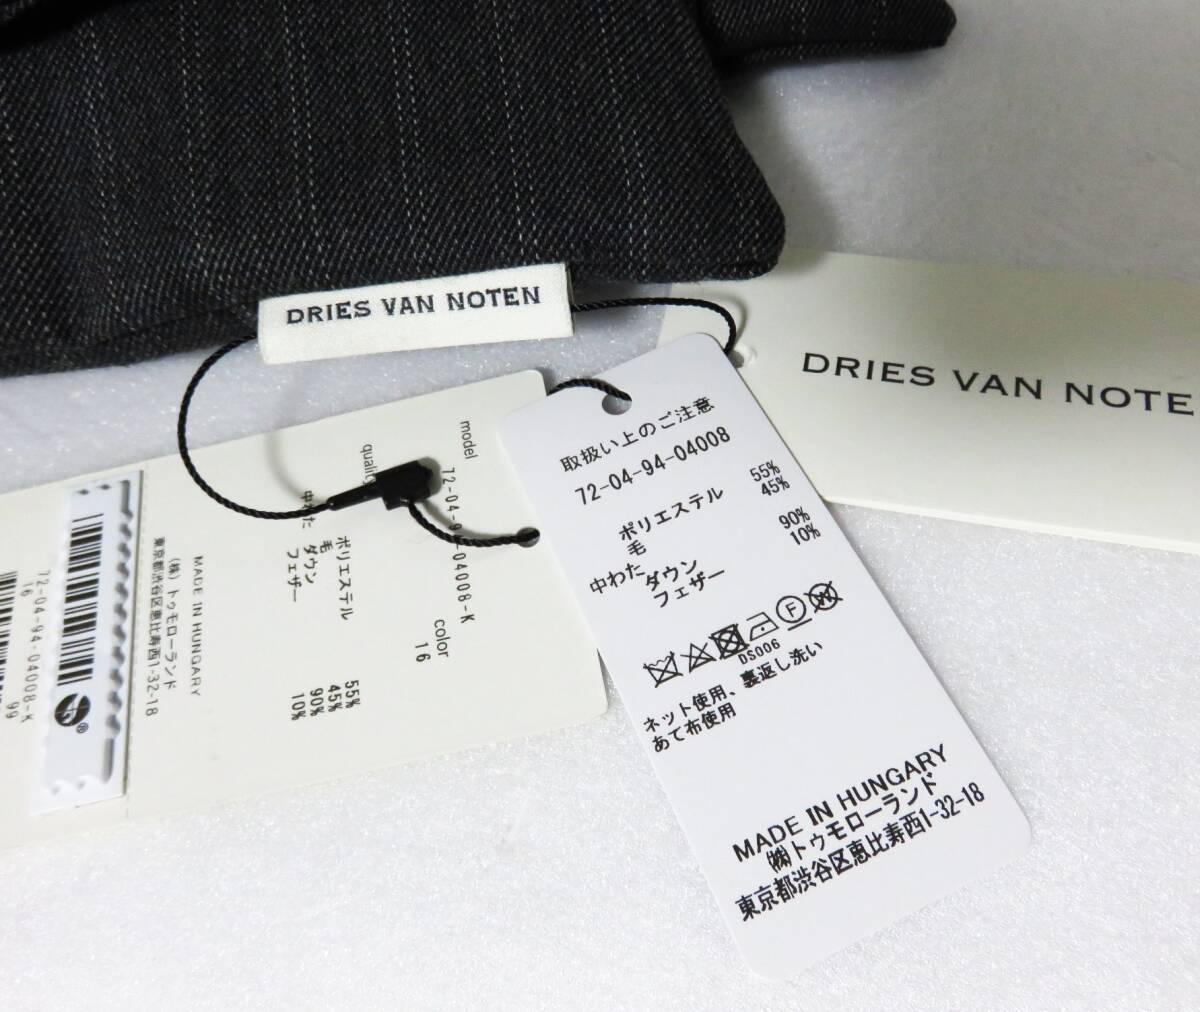 DRIES VAN NOTEN
DRIES VAN NOTE
取扱い上のご注意
72-04-94-04008
ポリエステル 55%
毛 45%
中わた ダウン 90%
フェザー 10%
DS006
ネット使用、裏返し洗い
あて布使用
MADE IN HUNGARY
㈱トゥモローランド
東京都渋谷区恵比寿西1-32-18
model
04008-K
color
16
ポリエステル 55%
毛 45%
中わた ダウン 90%
フェザー 10%
MADE IN HUNGARY
(株)トゥモローランド
東京都渋谷区恵比寿西1-32-18
72-04-94-04008-K
16 99